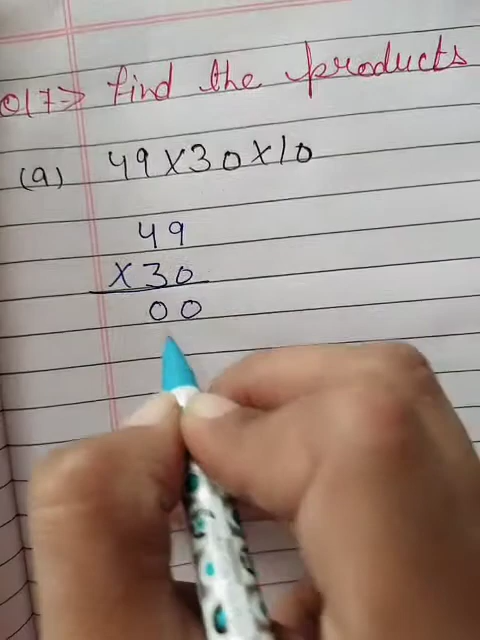 Q17⇒ find the products
(a) 49×30×10
49
×30
00